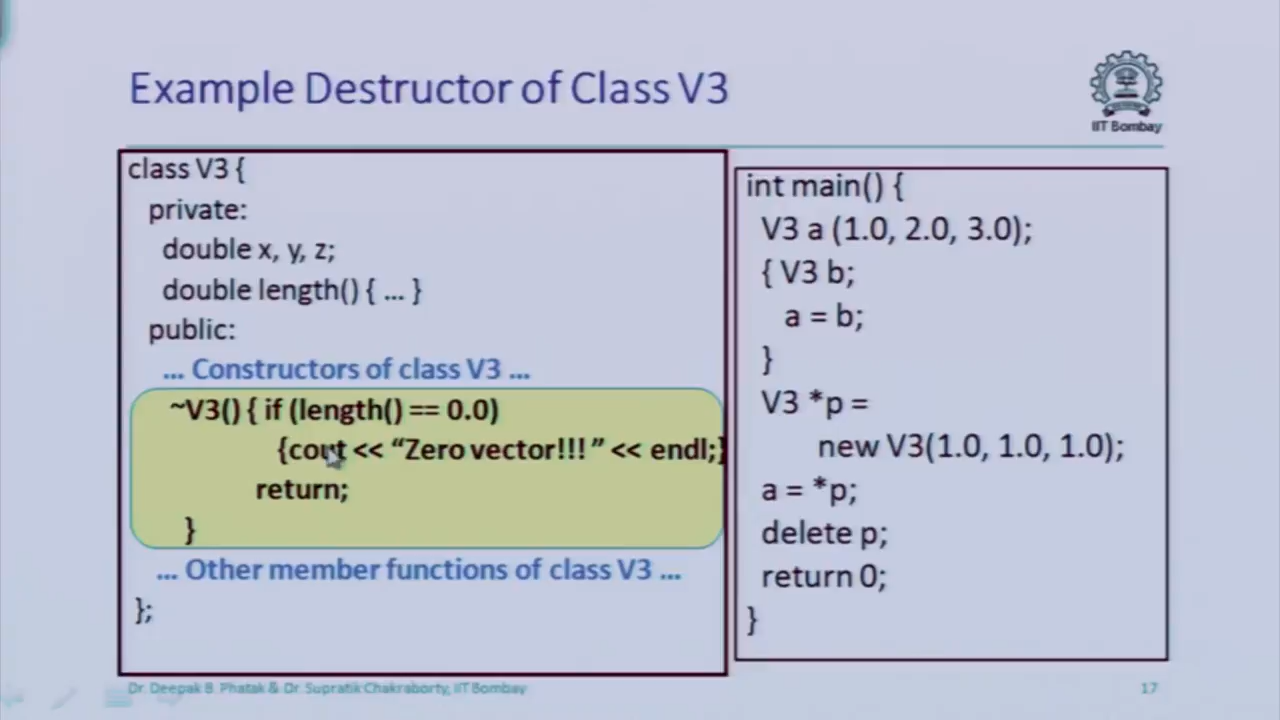 Example Destructor of Class V3
IIT Bombay
class V3 {
private:
double x, y, z;
double length() { ... }
public:
... Constructors of class V3 ...
~V3() { if (length() == 0.0)
{cout << “Zero vector!!! ” << endl;}
return;
}
... Other member functions of class V3 ...
};
int main() {
V3 a (1.0, 2.0, 3.0);
{ V3 b;
a = b;
}
V3 *p =
new V3(1.0, 1.0, 1.0);
a = *p;
delete p;
return 0;
}
Dr. Deepak B. Phatak & Dr. Supratik Chakraborty, IIT Bombay
17